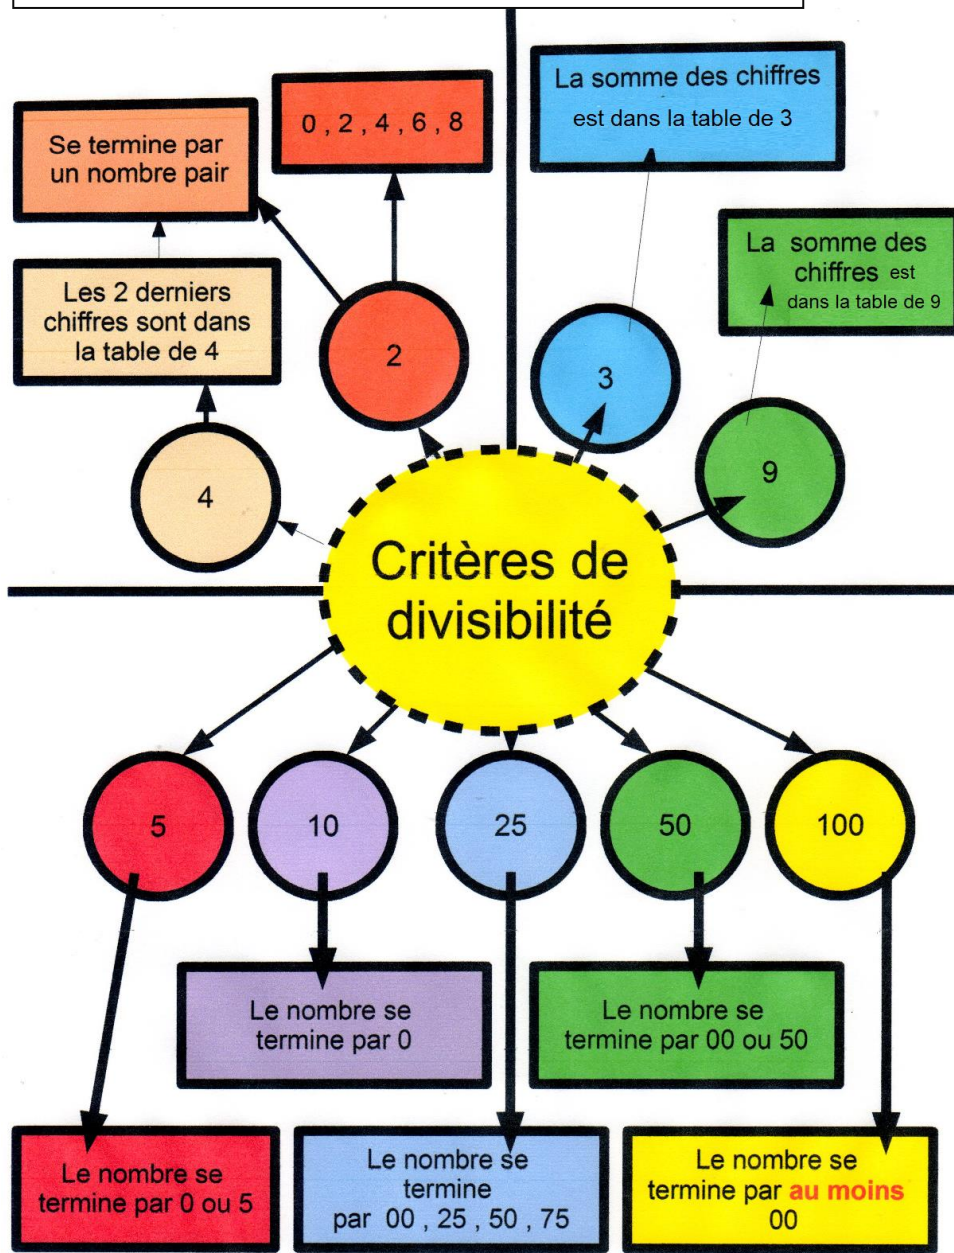 0 , 2 , 4 , 6 , 8
Se termine par
un nombre pair
La somme des chiffres
est dans la table de 3
La somme des
chiffres est
dans la table de 9
Les 2 derniers
chiffres sont dans
la table de 4
2
3
4
9
Critères de
divisibilité
5
10
25
50
100
Le nombre se
termine par 0
Le nombre se
termine par 00 ou 50
Le nombre se
termine par 0 ou 5
Le nombre se
termine
par 00 , 25 , 50 , 75
Le nombre se
termine par au moins
00